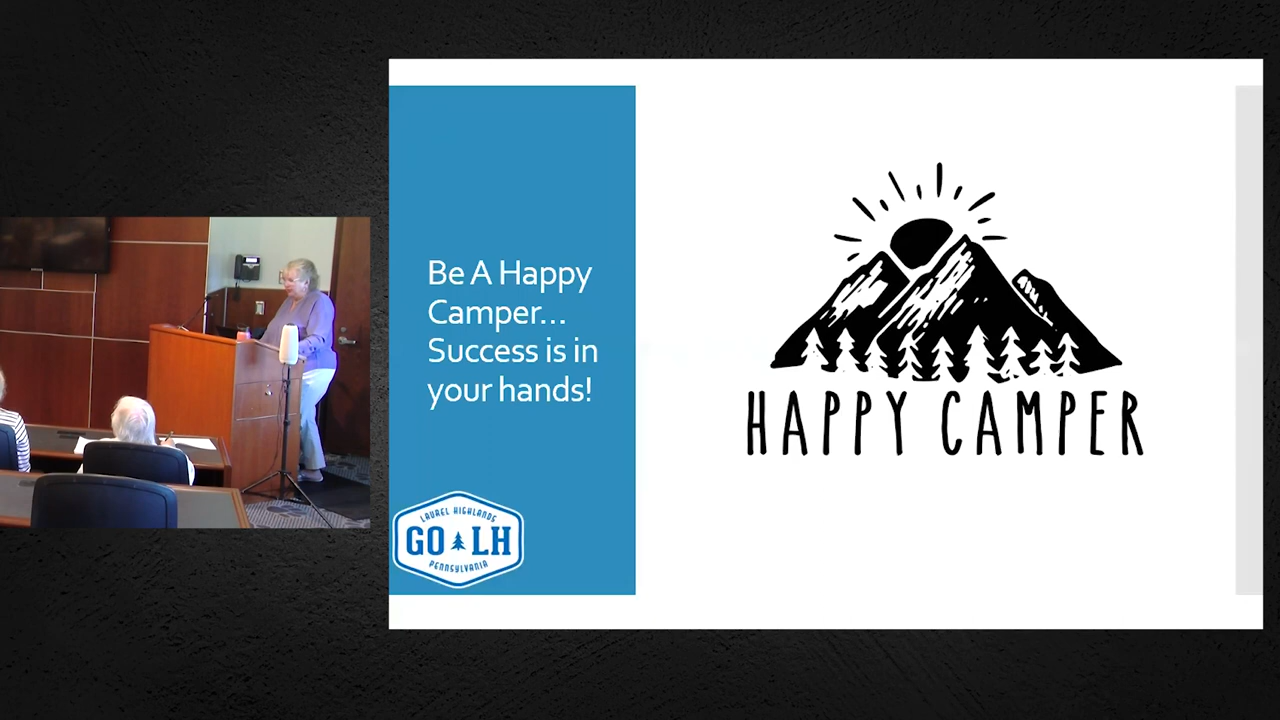 Be A Happy
Camper...
Success is in
your hands!
HAPPY CAMPER
LAUREL HIGHLANDS
GO LH
PENNSYLVANIA